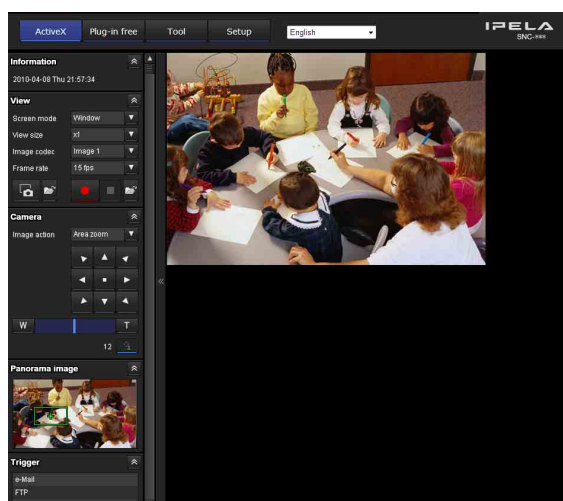 ActiveX Plug-in free Tool Setup English
IPELA
Information
2010-04-08 Thu 21:57:34
View
Screen mode Window
View size x1
Image codec Image 1
Frame rate 15 fps
Camera
Image action Area zoom
W T
12
Panorama image
Trigger
e-Mail
FTP